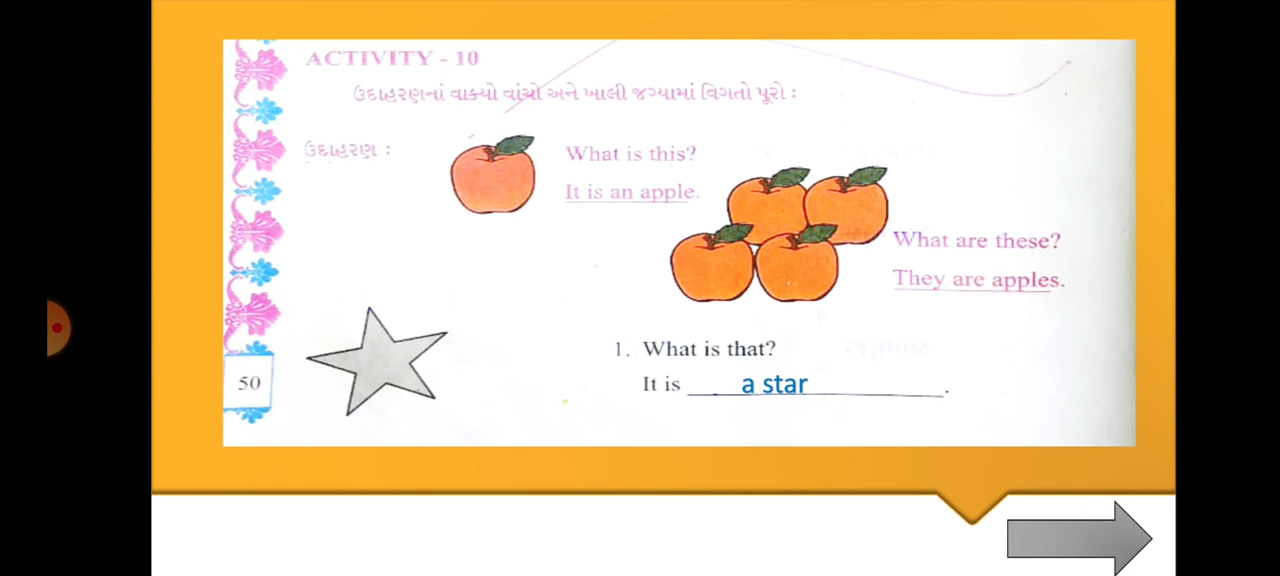 ACTIVITY - 10
ઉદાહરણનાં વાક્યો વાંચો અને ખાલી જગ્યામાં વિગતો પૂરો :
ઉદાહરણ :
What is this?
It is an apple.
What are these?
They are apples.
1. What is that?
It is a star.
50